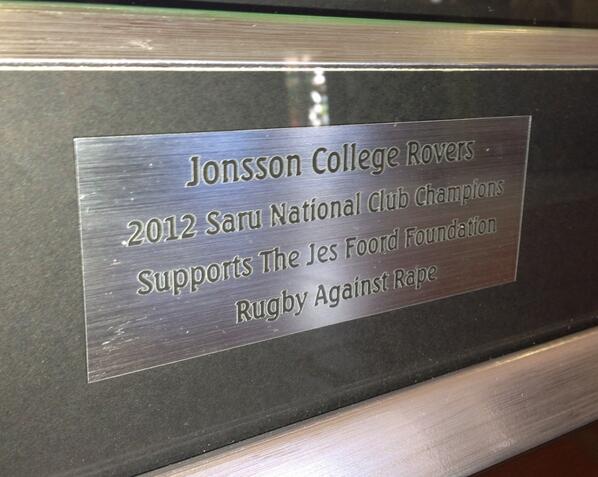 Jonsson College Rovers
2012 Saru National Club Champions
Supports The Jes Foord Foundation
Rugby Against Rape